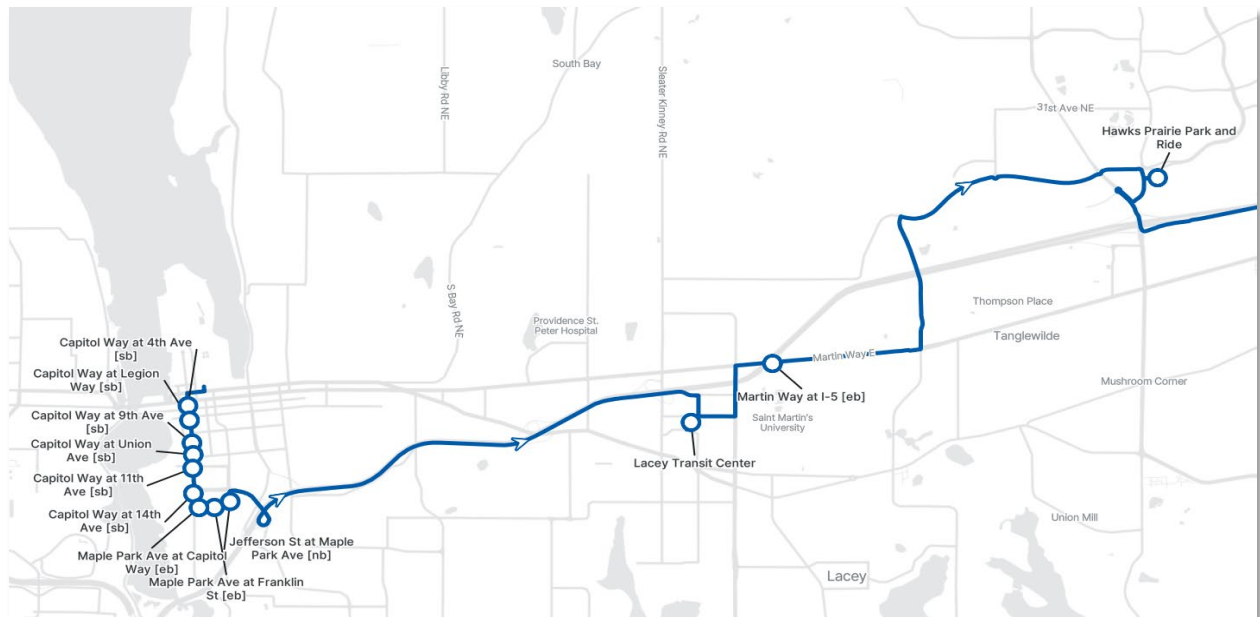 Libby Rd NE
South Bay
Sleater Kinney Rd NE
31st Ave NE
Hawks Prairie Park and
Ride
S Bay Rd NE
Providence St.
Peter Hospital
Thompson Place
Tanglewilde
Martin Way E
Mushroom Corner
Capitol Way at 4th Ave
[sb]
Capitol Way at Legion
Way [sb]
Capitol Way at 9th Ave
[sb]
Capitol Way at Union
Ave [sb]
Capitol Way at 11th
Ave [sb]
Capitol Way at 14th
Ave [sb]
Maple Park Ave at Capitol
Way [eb]
Maple Park Ave at Franklin
St [eb]
Jefferson St at Maple
Park Ave [nb]
Martin Way at I-5 [eb]
Saint Martin's
University
Lacey Transit Center
Union Mill
Lacey